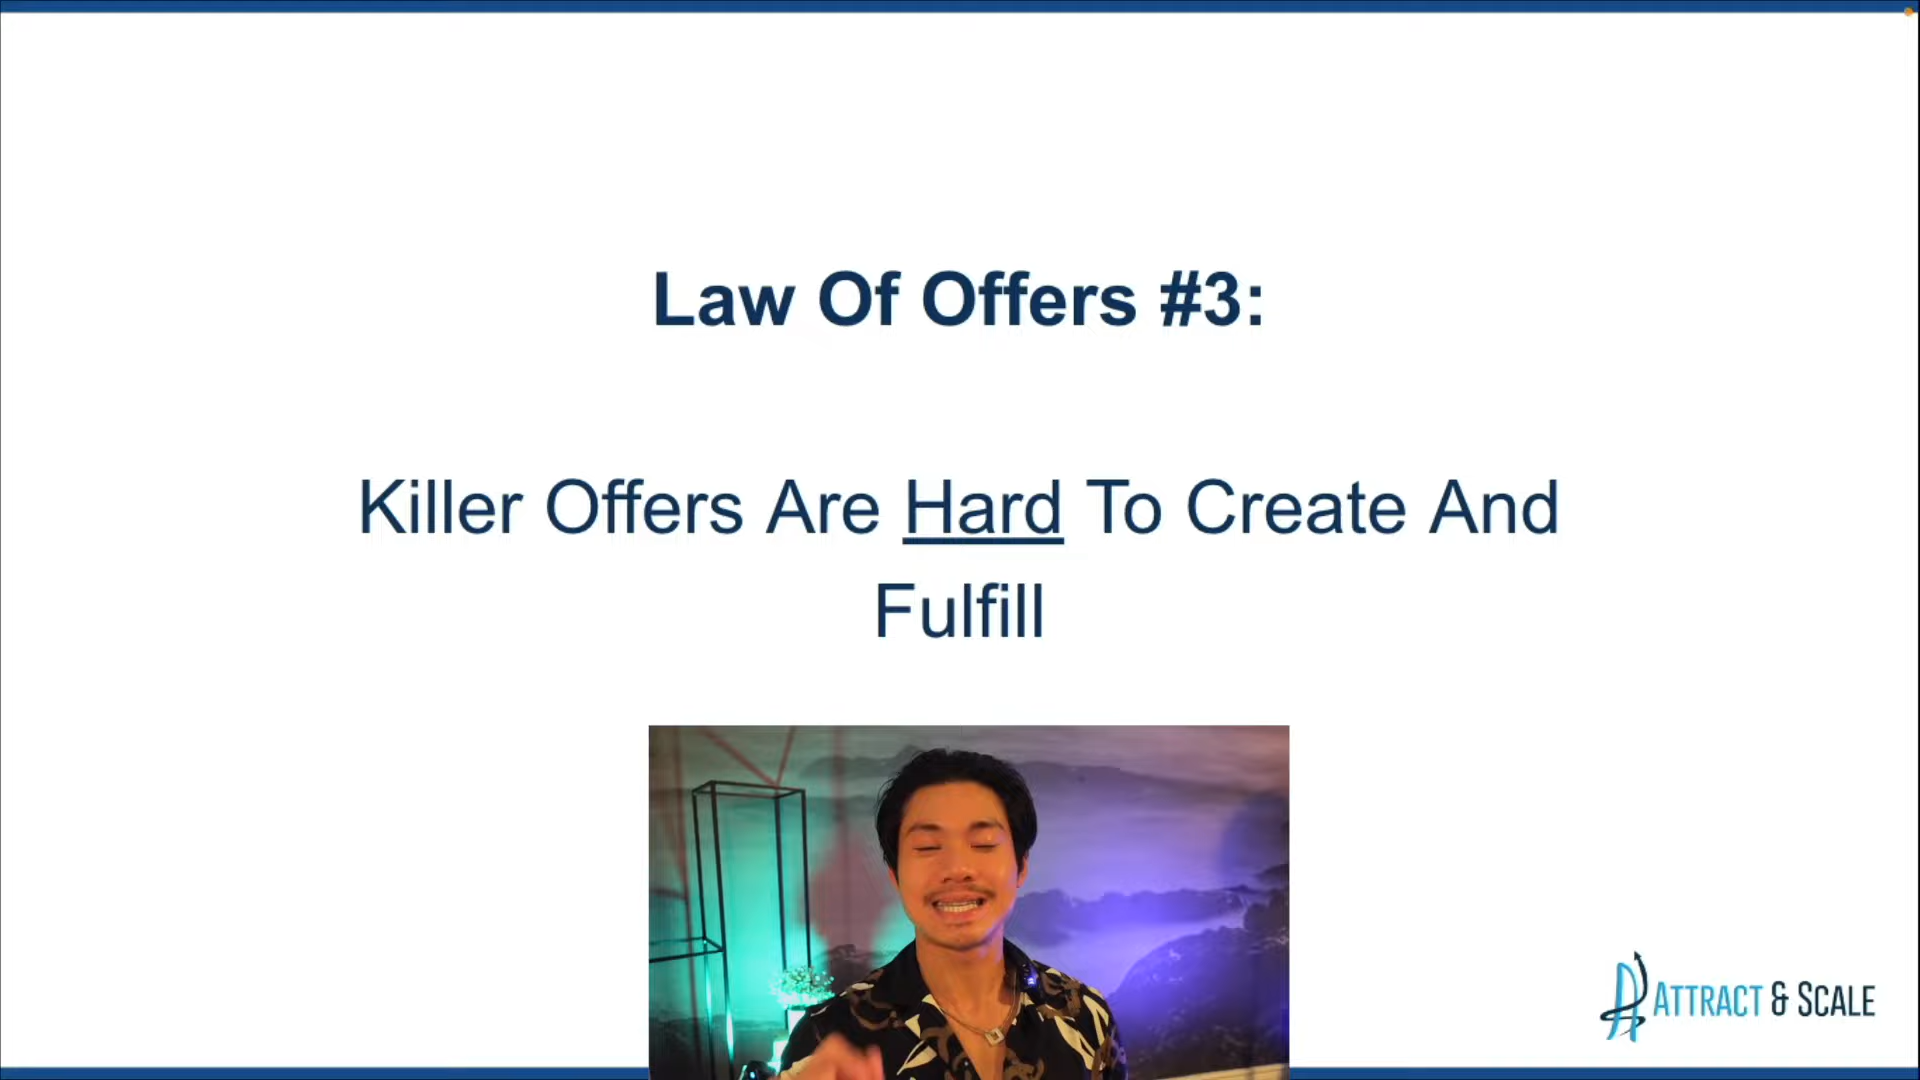 Law Of Offers #3:
Killer Offers Are Hard To Create And
Fulfill
ATTRACT & SCALE